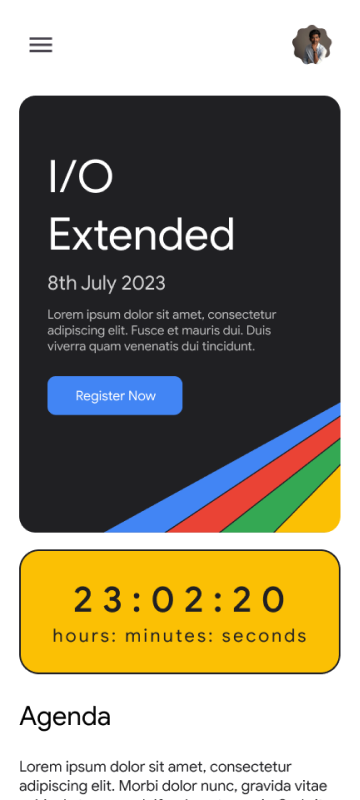 I/O
Extended
8th July 2023
Lorem ipsum dolor sit amet, consectetur
adipiscing elit. Fusce et mauris dui. Duis
viverra quam venenatis dui tincidunt.
Register Now
23:02:20
hours: minutes: seconds
Agenda
Lorem ipsum dolor sit amet, consectetur
adipiscing elit. Morbi dolor nunc, gravida vitae